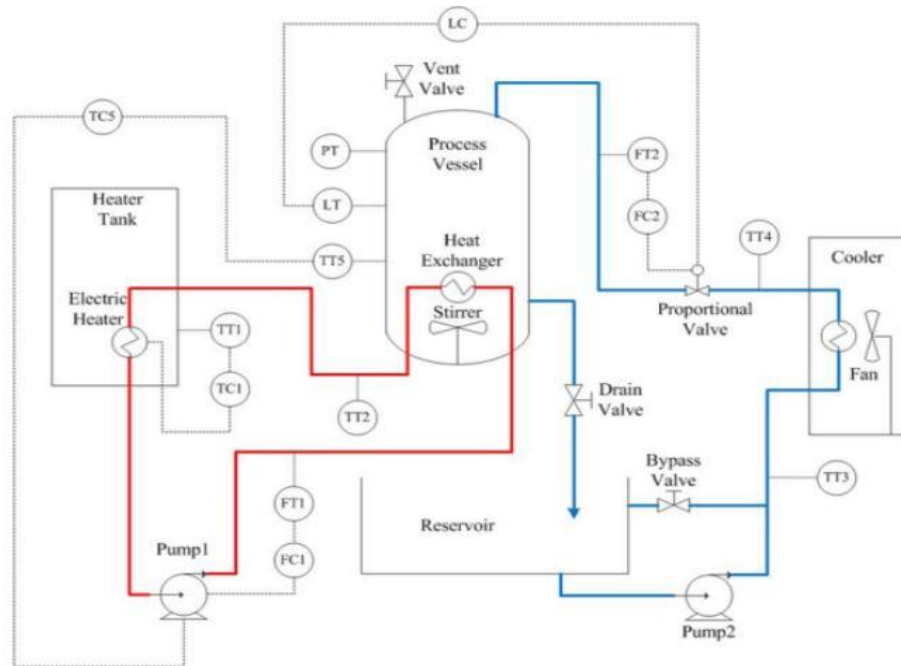 LC
Vent
Valve
TC5
PT
Process
Vessel
FT2
Heater
Tank
LT
FC2
TT4
Heat
Exchanger
TT5
Cooler
Electric
Heater
Proportional
Valve
TT1
Stirrer
Fan
TC1
TT2
Drain
Valve
Bypass
Valve
TT3
FT1
Reservoir
Pump1
FC1
Pump2